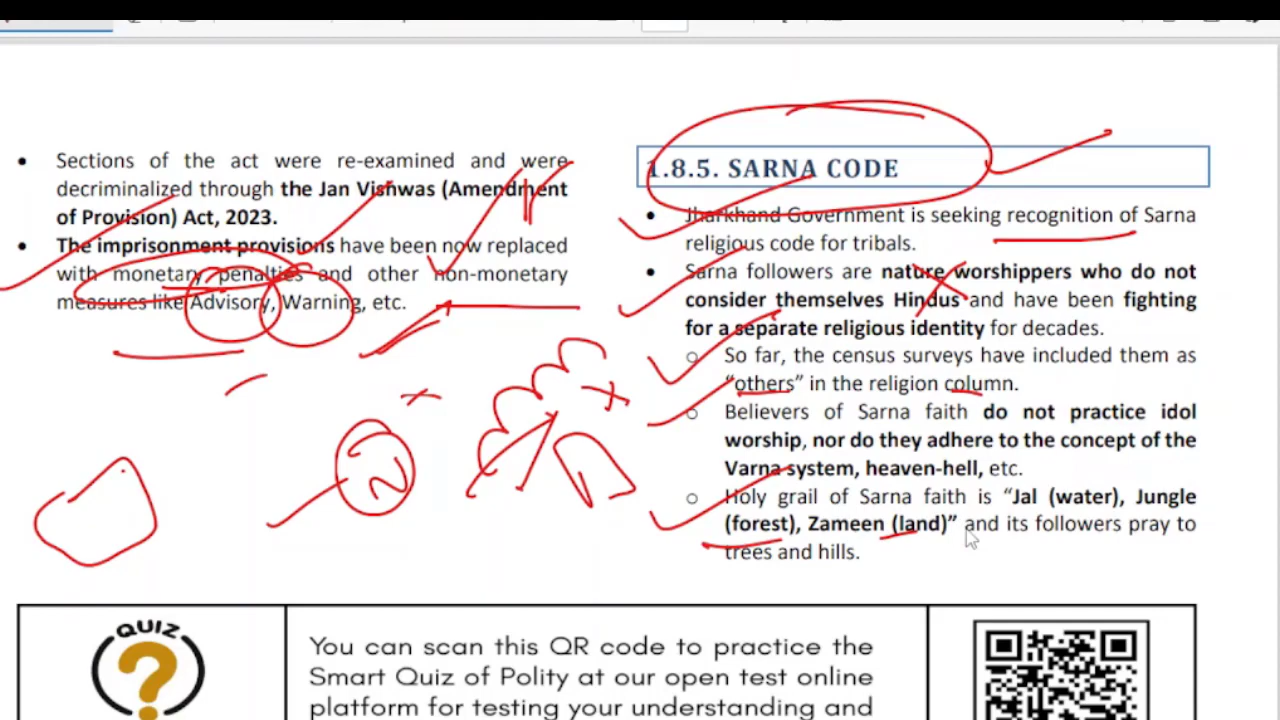 Sections of the act were re-examined and were
decriminalized through the Jan Vishwas (Amendment
of Provision) Act, 2023.
The imprisonment provisions have been now replaced
with monetary penalties and other non-monetary
measures like Advisory, Warning, etc.
1.8.5. SARNA CODE
Jharkhand Government is seeking recognition of Sarna
religious code for tribals.
Sarna followers are nature worshippers who do not
consider themselves Hindus and have been fighting
for a separate religious identity for decades.
So far, the census surveys have included them as
“others” in the religion column.
Believers of Sarna faith do not practice idol
worship, nor do they adhere to the concept of the
Varna system, heaven-hell, etc.
Holy grail of Sarna faith is “Jal (water), Jungle
(forest), Zameen (land)” and its followers pray to
trees and hills.
QUIZ
You can scan this QR code to practice the
Smart Quiz of Polity at our open test online
platform for testing your understanding and